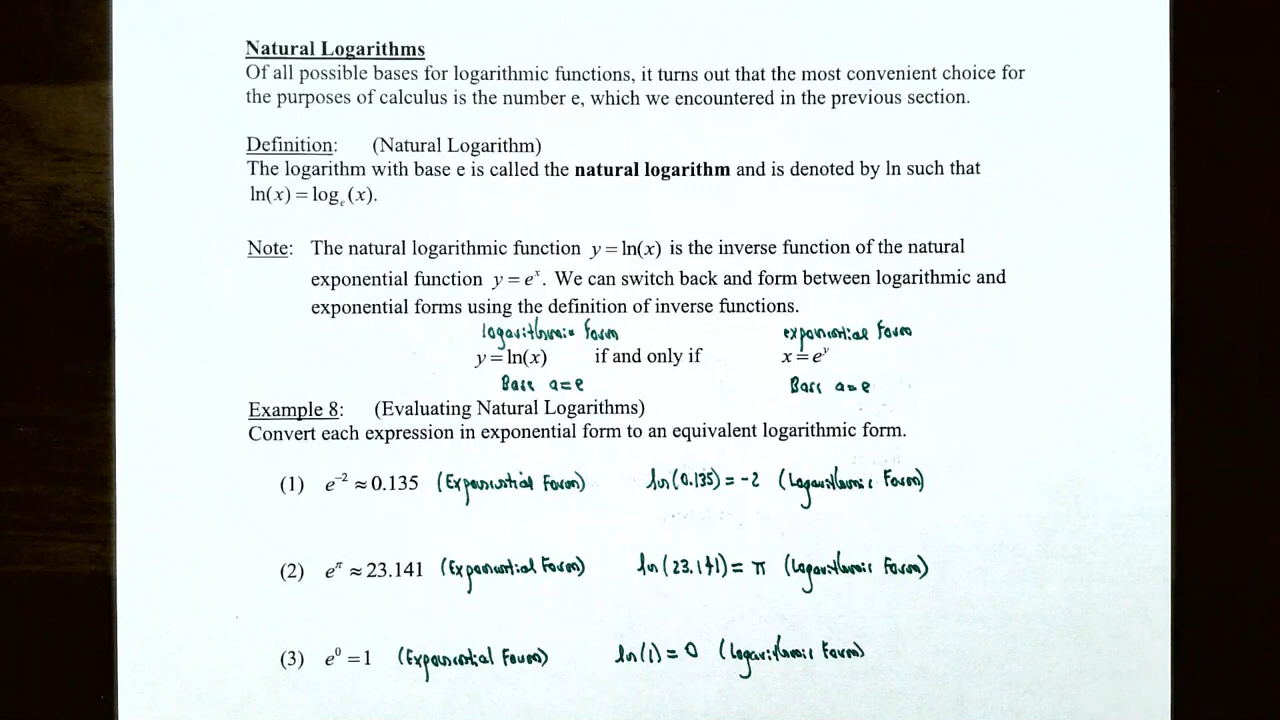 Natural Logarithms
Of all possible bases for logarithmic functions, it turns out that the most convenient choice for
the purposes of calculus is the number e, which we encountered in the previous section.
Definition: (Natural Logarithm)
The logarithm with base e is called the natural logarithm and is denoted by ln such that
ln(x) = logₑ(x).
Note: The natural logarithmic function y = ln(x) is the inverse function of the natural
exponential function y = eˣ. We can switch back and form between logarithmic and
exponential forms using the definition of inverse functions.
logarithmic form exponential form
y = ln(x) if and only if x = eʸ
Base a=e Base a=e
Example 8: (Evaluating Natural Logarithms)
Convert each expression in exponential form to an equivalent logarithmic form.
(1) e⁻² ≈ 0.135 (Exponential Form) ln(0.135) = -2 (Logarithmic Form)
(2) e^π ≈ 23.141 (Exponential Form) ln(23.141) = π (Logarithmic Form)
(3) e⁰ = 1 (Exponential Form) ln(1) = 0 (Logarithmic Form)